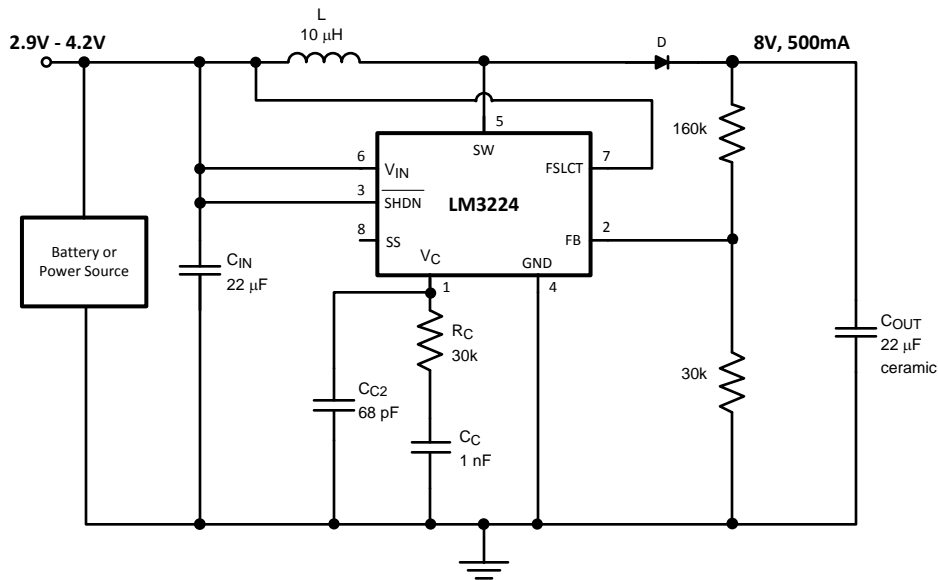 L
10 μH
2.9V - 4.2V
D
8V, 500mA
5
160k
SW
6
VIN
FSLCT
7
3
SHDN
LM3224
8
SS
FB
2
Battery or
Power Source
CIN
22 μF
VC
GND
1
4
RC
30k
COUT
22 μF
ceramic
30k
CC2
68 pF
CC
1 nF